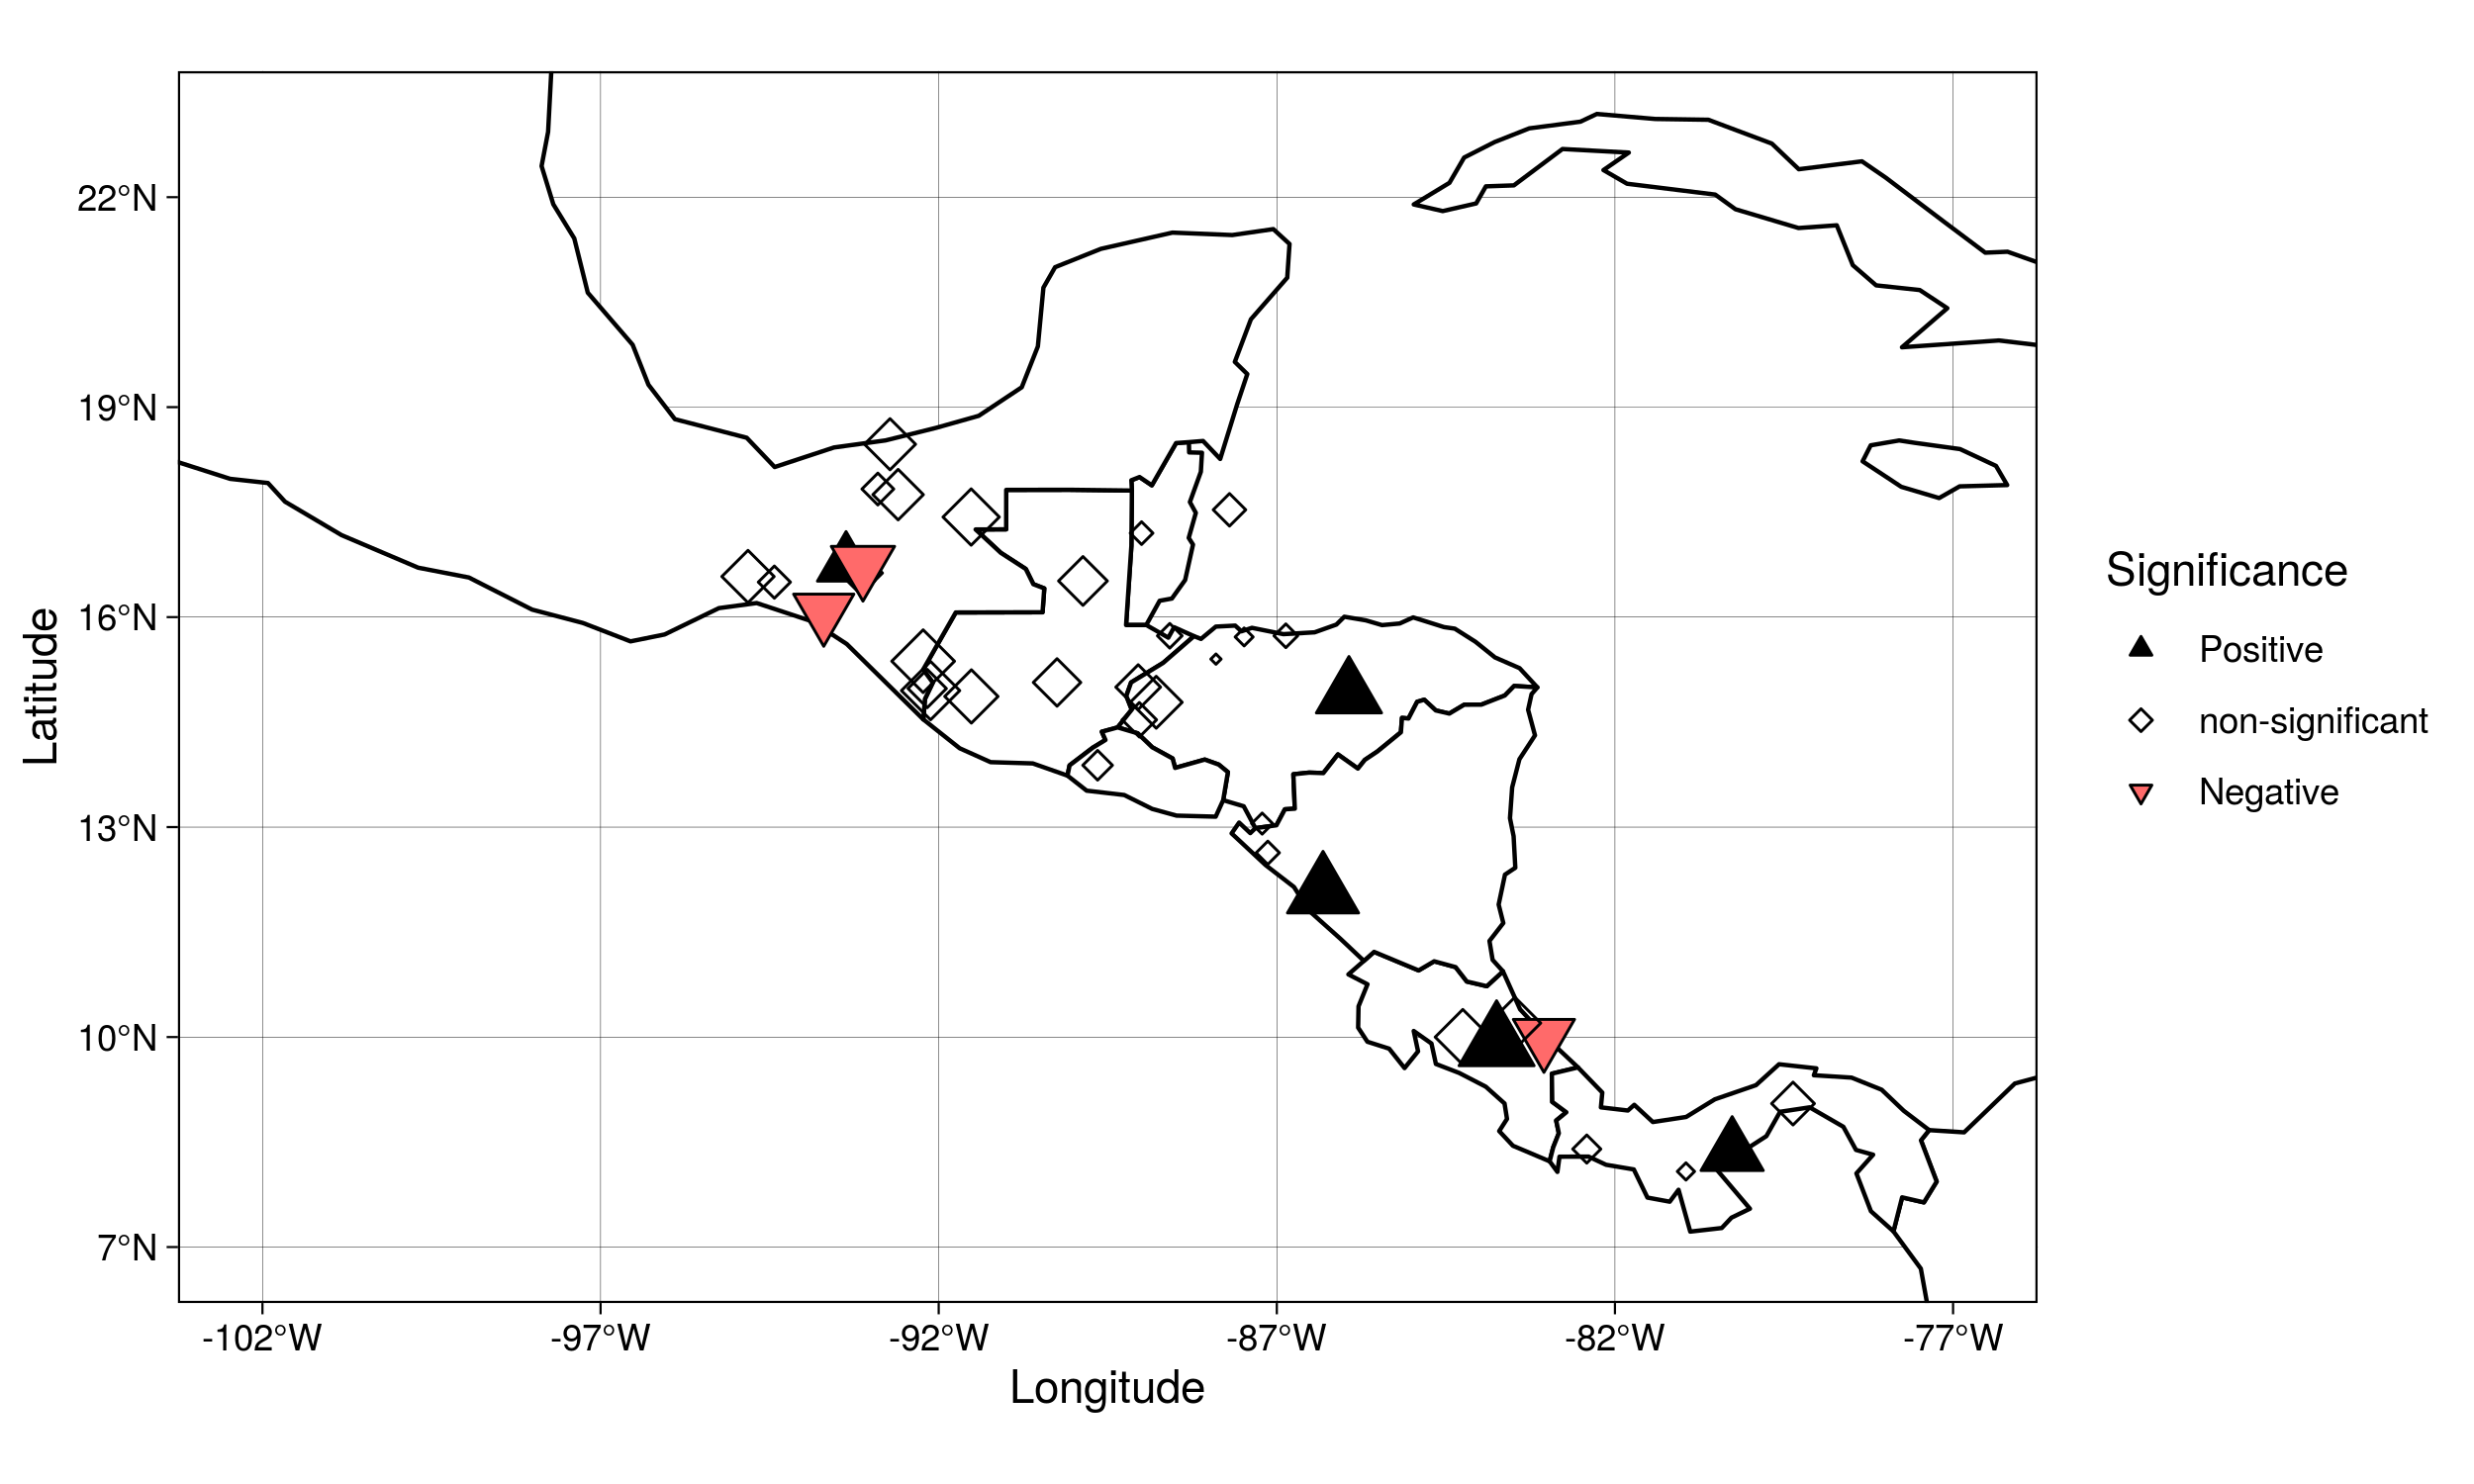 22°N
19°N
16°N
13°N
10°N
7°N
Latitude
-102°W
-97°W
-92°W
-87°W
-82°W
-77°W
Longitude
Significance
Positive
non-significant
Negative